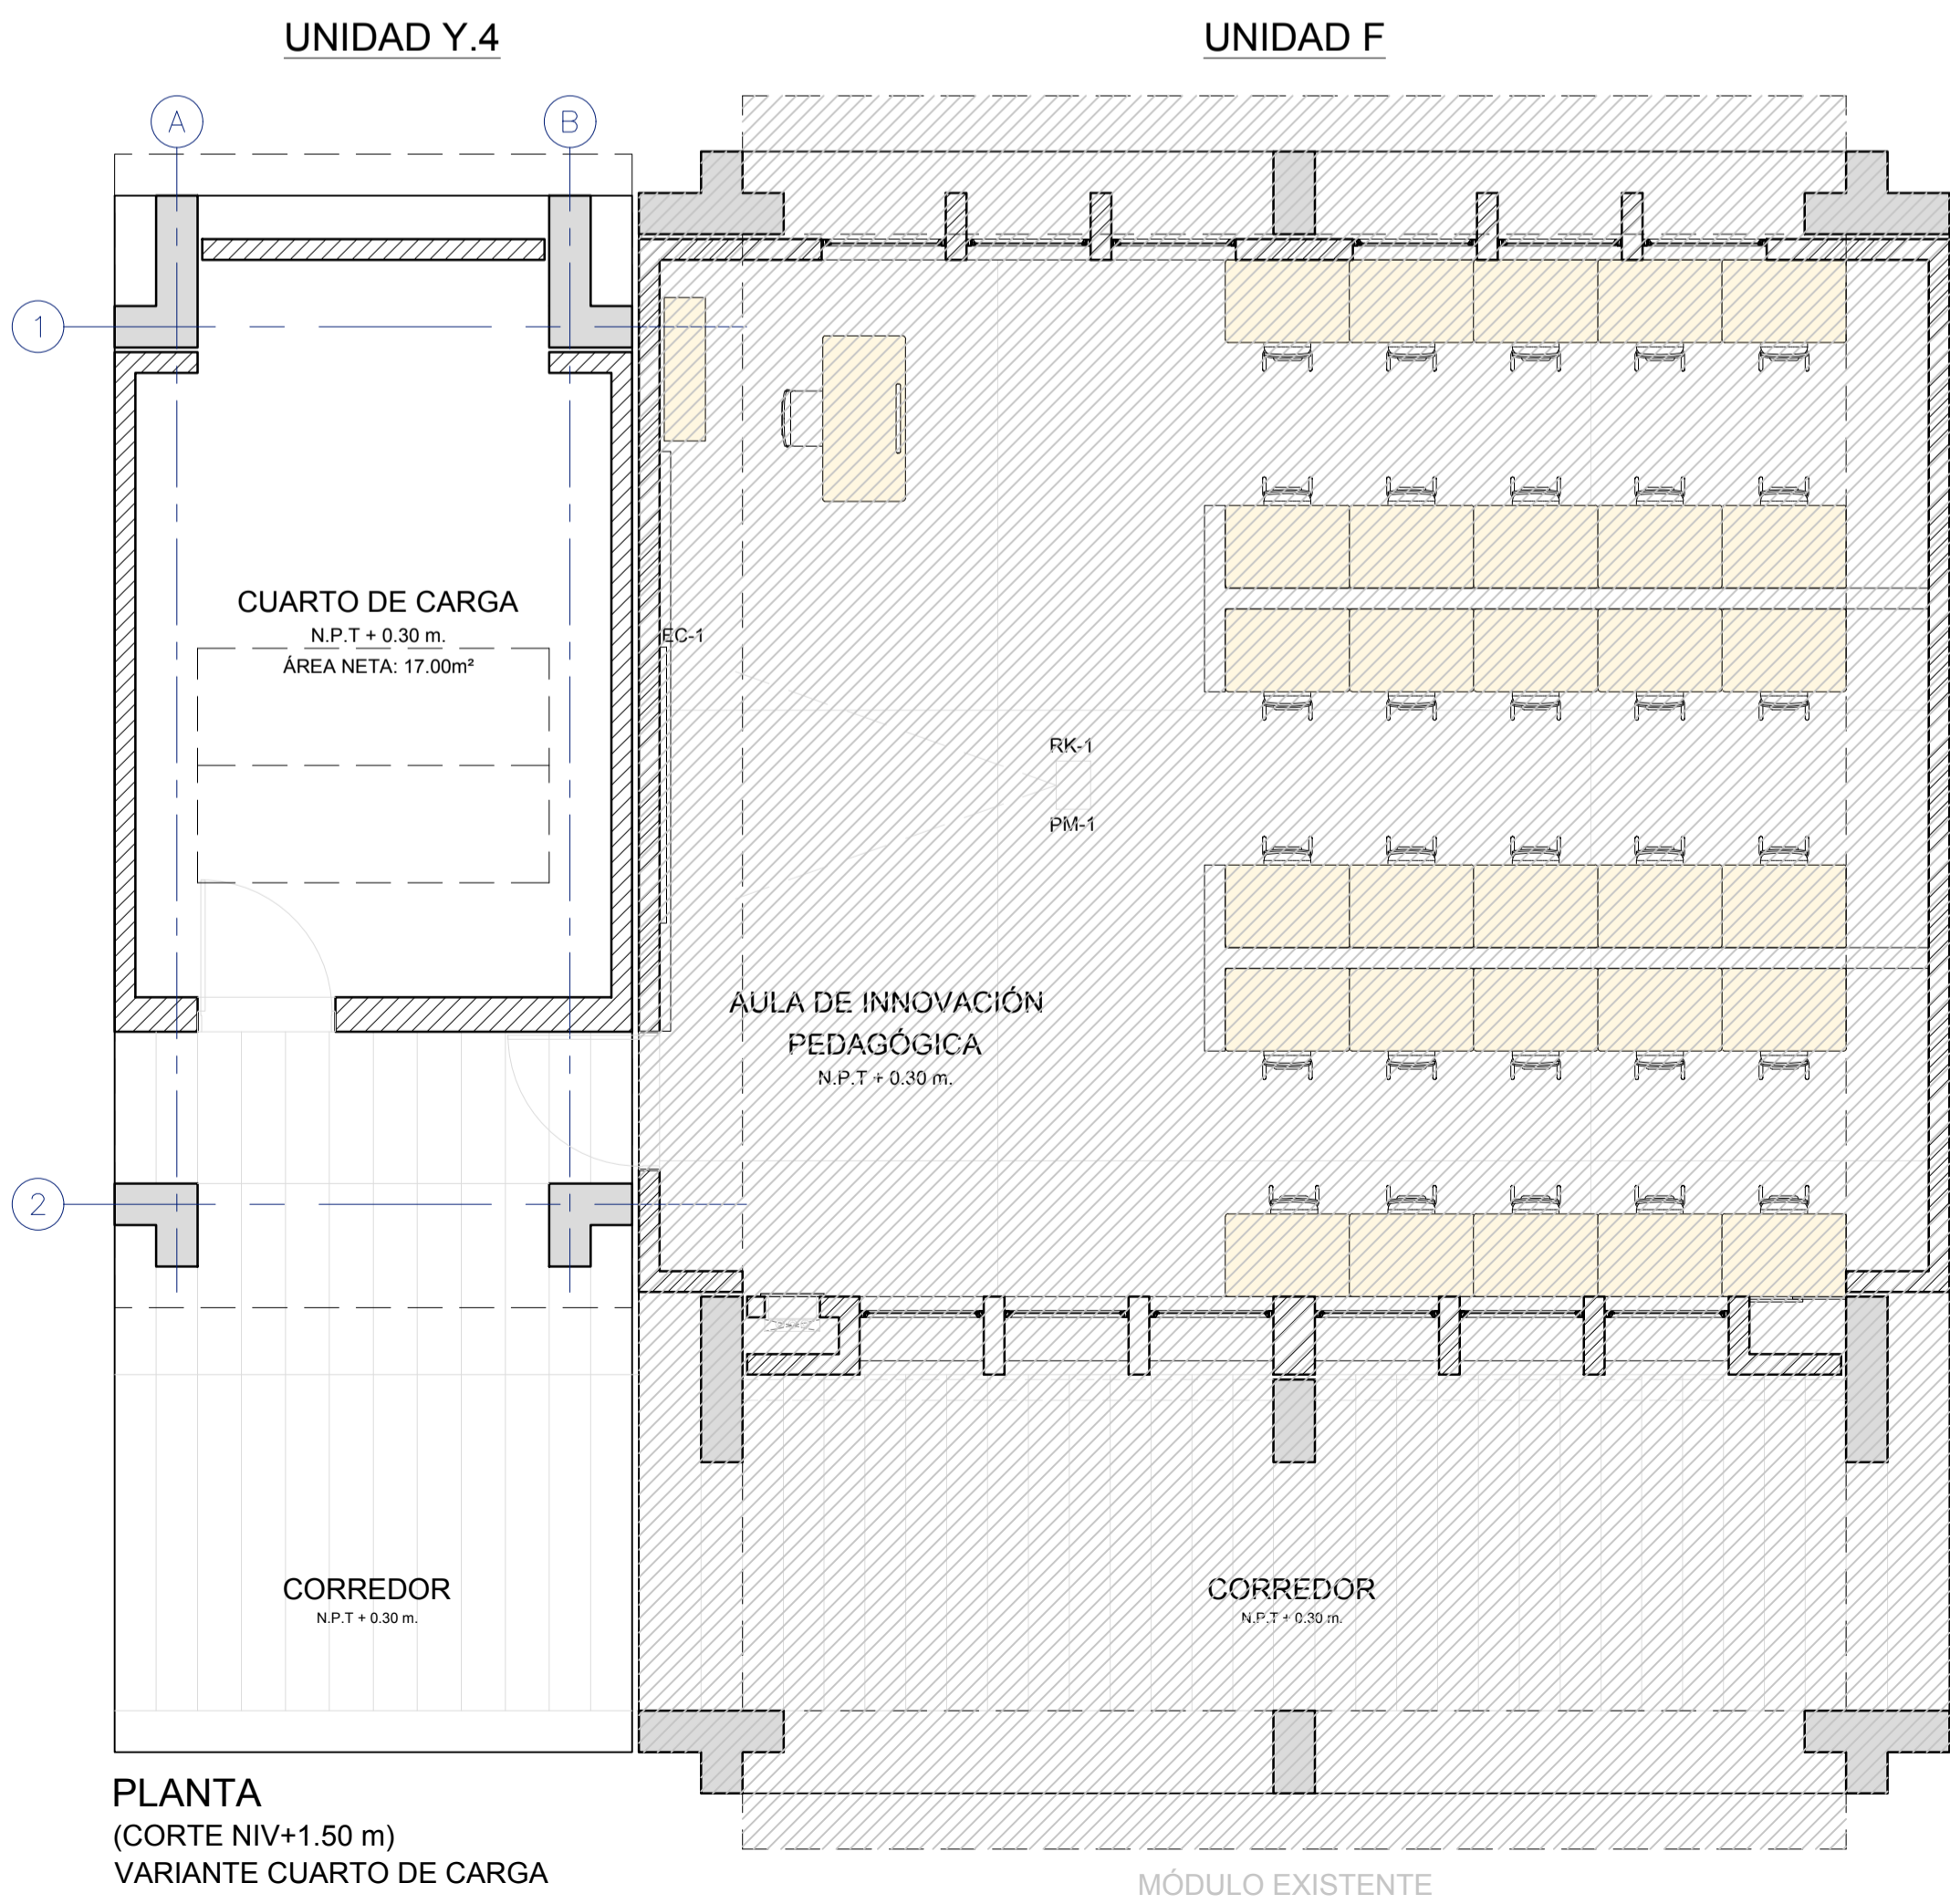 UNIDAD Y.4
UNIDAD F
A
B
1
CUARTO DE CARGA
N.P.T + 0.30 m.
ÁREA NETA: 17.00m²
EC-1
RK-1
PM-1
AULA DE INNOVACIÓN
PEDAGÓGICA
N.P.T + 0.30 m.
2
CORREDOR
N.P.T + 0.30 m.
CORREDOR
N.P.T + 0.30 m.
PLANTA
(CORTE NIV+1.50 m)
VARIANTE CUARTO DE CARGA
MÓDULO EXISTENTE